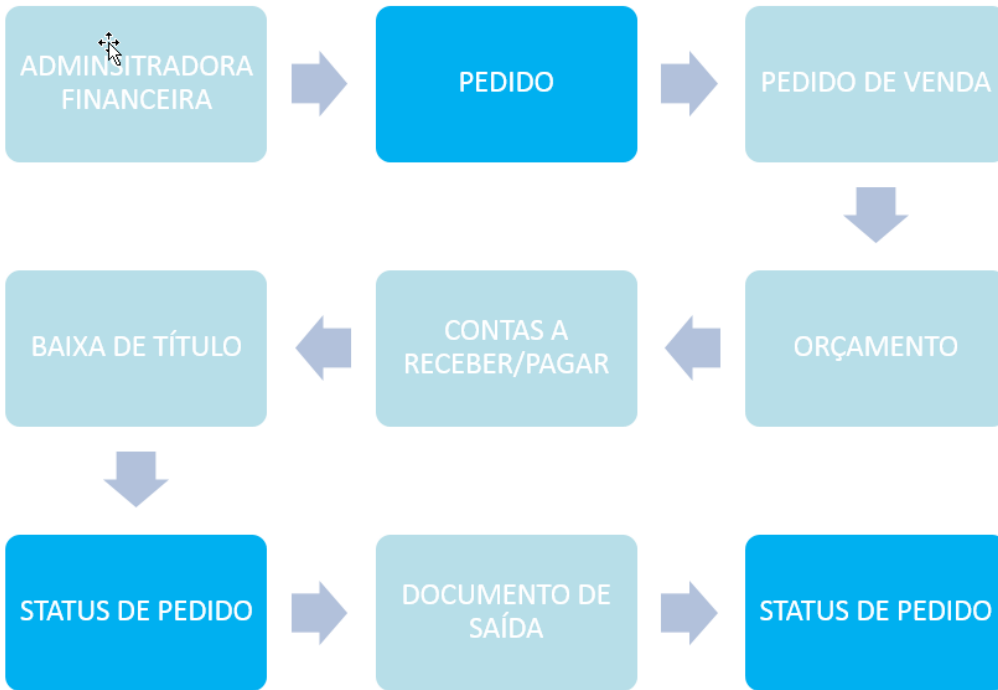 ADMINSITRADORA
FINANCEIRA
PEDIDO
PEDIDO DE VENDA
ORÇAMENTO
CONTAS A
RECEBER/PAGAR
BAIXA DE TÍTULO
STATUS DE PEDIDO
DOCUMENTO DE
SAÍDA
STATUS DE PEDIDO